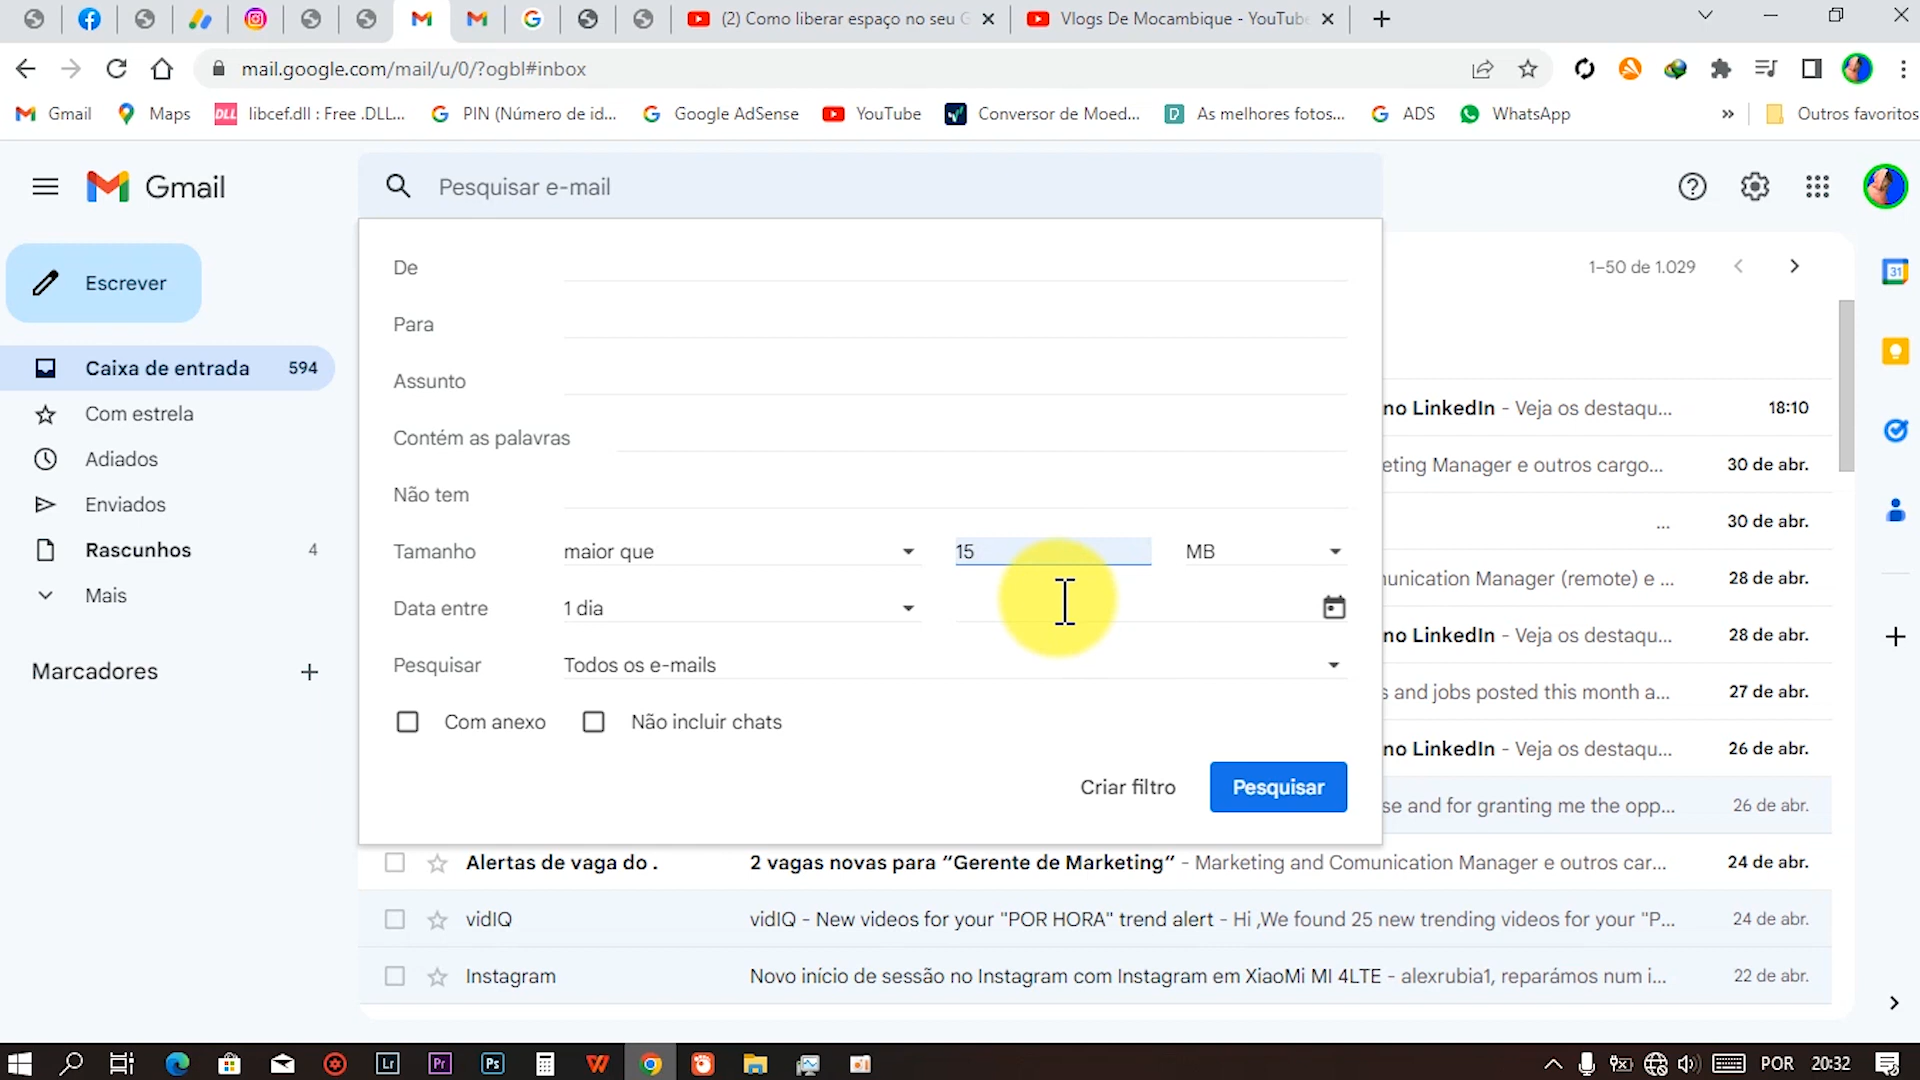 (2) Como liberar espaço no seu G
Vlogs De Mocambique - YouTube
mail.google.com/mail/u/0/?ogbl#inbox
Gmail
Maps
DLL
libcef.dll : Free .DLL...
PIN (Número de id...
Google AdSense
YouTube
Conversor de Moed...
As melhores fotos...
ADS
WhatsApp
»
Outros favoritos
Gmail
Pesquisar e-mail
Escrever
Caixa de entrada 594
Com estrela
Adiados
Enviados
Rascunhos 4
Mais
Marcadores
De
Para
Assunto
Contém as palavras
Não tem
Tamanho maior que 15 MB
Data entre 1 dia
Pesquisar Todos os e-mails
Com anexo Não incluir chats
Criar filtro Pesquisar
1–50 de 1.029
31
no LinkedIn - Veja os destaqu... 18:10
eting Manager e outros cargo... 30 de abr.
... 30 de abr.
unication Manager (remote) e ... 28 de abr.
no LinkedIn - Veja os destaqu... 28 de abr.
s and jobs posted this month a... 27 de abr.
no LinkedIn - Veja os destaqu... 26 de abr.
se and for granting me the opp... 26 de abr.
Alertas de vaga do . 2 vagas novas para “Gerente de Marketing“ - Marketing and Comunication Manager e outros car... 24 de abr.
vidIQ vidIQ - New videos for your "POR HORA" trend alert - Hi ,We found 25 new trending videos for your "P... 24 de abr.
Instagram Novo início de sessão no Instagram com Instagram em XiaoMi MI 4LTE - alexrubia1, reparámos num i... 22 de abr.
Lr
Pr
Ps
POR 20:32